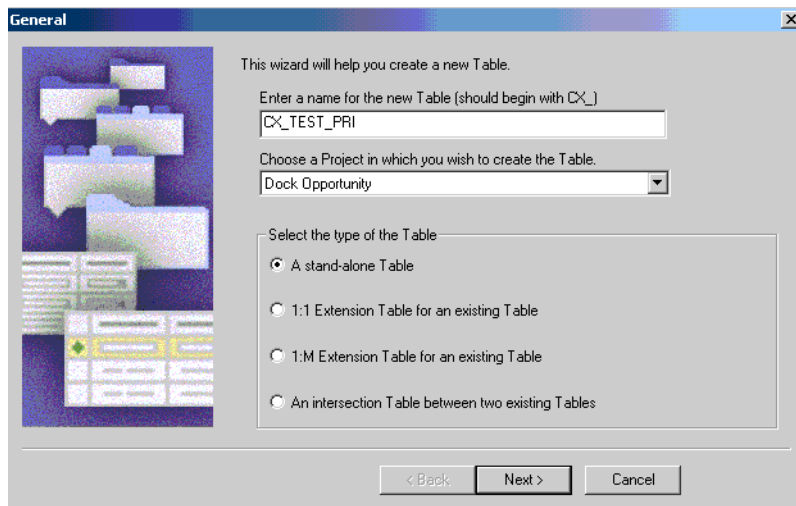 General
This wizard will help you create a new Table.
Enter a name for the new Table (should begin with CX_)
CX_TEST_PRI
Choose a Project in which you wish to create the Table.
Dock Opportunity
Select the type of the Table
A stand-alone Table
1:1 Extension Table for an existing Table
1:M Extension Table for an existing Table
An intersection Table between two existing Tables
< Back
Next >
Cancel